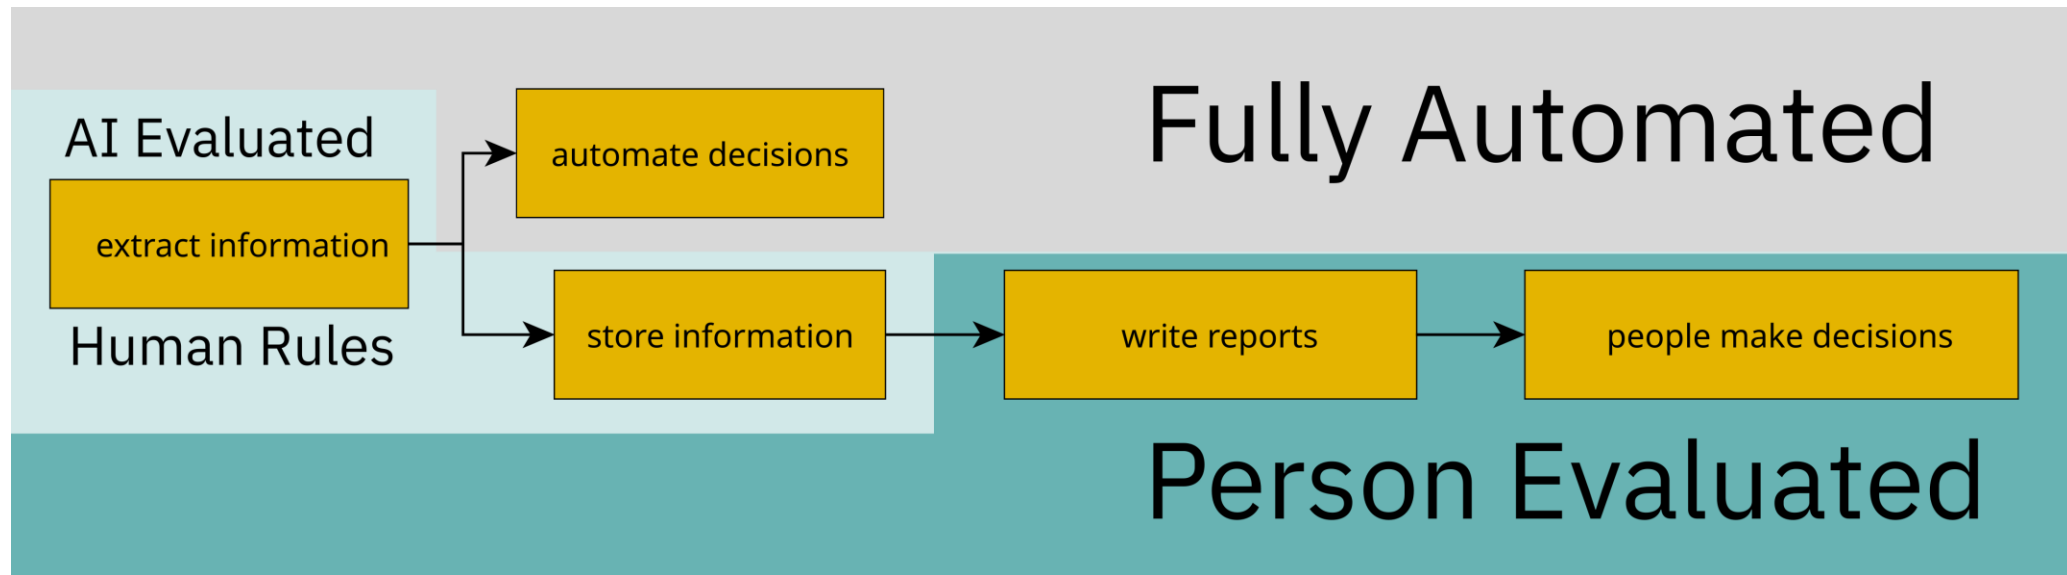 Fully Automated
AI Evaluated
automate decisions
extract information
Human Rules
store information
write reports
people make decisions
Person Evaluated